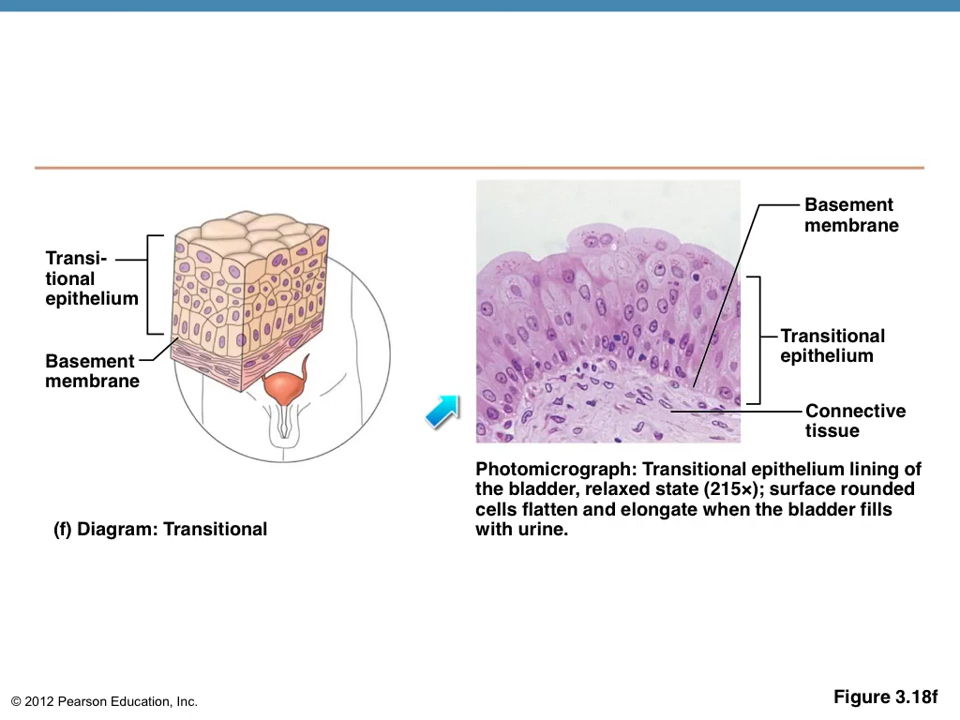 Transi-
tional
epithelium
Basement
membrane
(f) Diagram: Transitional
Basement
membrane
Transitional
epithelium
Connective
tissue
Photomicrograph: Transitional epithelium lining of
the bladder, relaxed state (215×); surface rounded
cells flatten and elongate when the bladder fills
with urine.
© 2012 Pearson Education, Inc.
Figure 3.18f